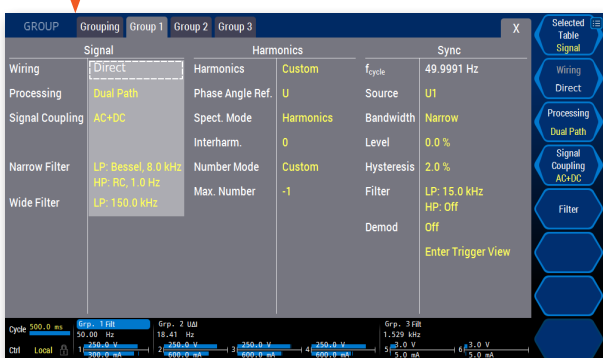 GROUP Grouping Group 1 Group 2 Group 3 X
Signal Harmonics Sync
Wiring Direct Harmonics Custom fcycle 49.9991 Hz
Processing Dual Path Phase Angle Ref. U Source U1
Signal Coupling AC+DC Spect. Mode Harmonics Bandwidth Narrow
Interharm. 0 Level 0.0 %
Narrow Filter LP: Bessel, 8.0 kHz Number Mode Custom Hysteresis 2.0 %
HP: RC, 1.0 Hz Max. Number -1 Filter LP: 15.0 kHz
Wide Filter LP: 150.0 kHz HP: Off
Demod Off
Enter Trigger View
Selected
Table
Signal
Wiring
Direct
Processing
Dual Path
Signal
Coupling
AC+DC
Filter
Cycle 500.0 ms Grp. 1 Filt Grp. 2 UΔI Grp. 3 Filt
50.00 Hz 18.41 Hz 1.529 kHz
Ctrl Local 1 250.0 V 2 250.0 V 3 250.0 V 4 250.0 V 5 3.0 V 6 3.0 V
300.0 mA 600.0 mA 600.0 mA 600.0 mA 5.0 mA 5.0 mA